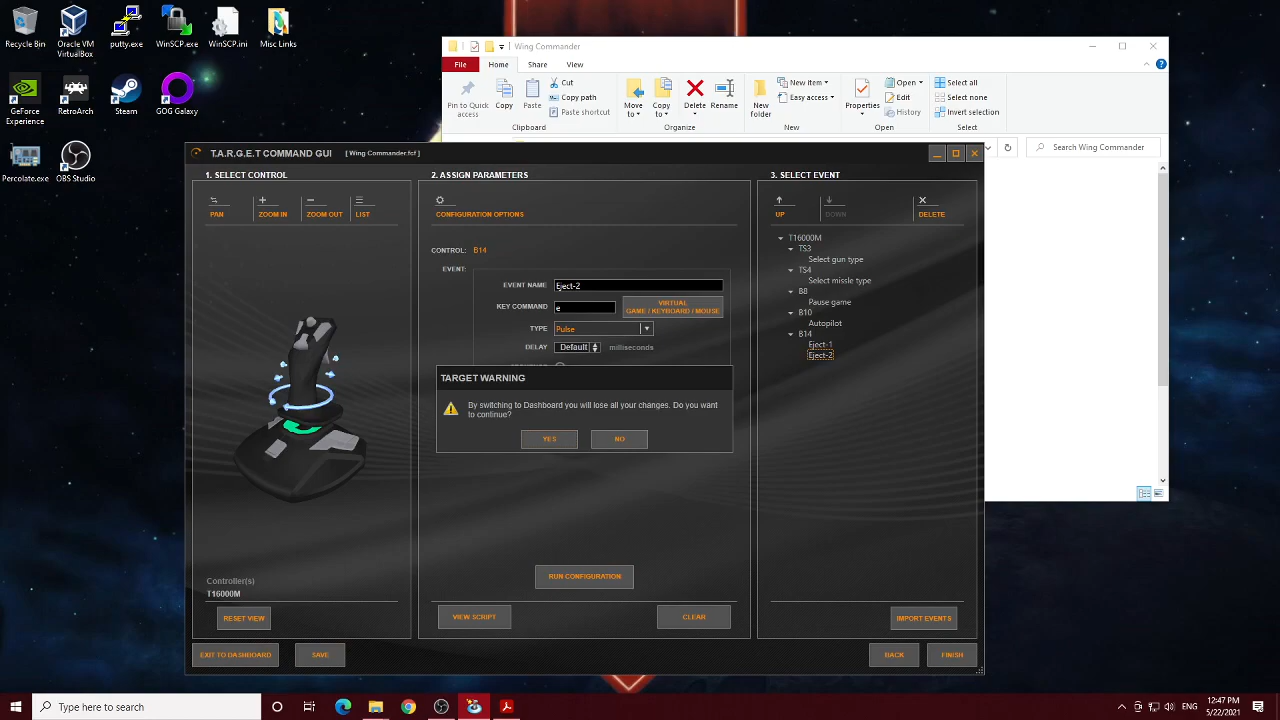 Recycle Bin
Oracle VM
VirtualBox
putty.exe
WinSCP.exe
WinSCP.ini
Misc Links
GeForce
Experience
RetroArch
Steam
GOG Galaxy
Percolate.exe
OBS Studio
Wing Commander
File
Home
Share
View
Pin to Quick
access
Copy
Paste
Cut
Copy path
Paste shortcut
Clipboard
Move
to
Copy
to
Delete
Rename
Organize
New
folder
New item
Easy access
New
Properties
Open
Edit
History
Open
Select all
Select none
Invert selection
Select
Search Wing Commander
T.A.R.G.E.T COMMAND GUI
[ Wing Commander.fcf ]
1. SELECT CONTROL
PAN
ZOOM IN
ZOOM OUT
LIST
Controller(s)
T16000M
RESET VIEW
2. ASSIGN PARAMETERS
CONFIGURATION OPTIONS
CONTROL: B14
EVENT:
EVENT NAME Eject-2
KEY COMMAND e
VIRTUAL
GAME / KEYBOARD / MOUSE
TYPE Pulse
DELAY Default milliseconds
TARGET WARNING
By switching to Dashboard you will lose all your changes. Do you want
to continue?
YES
NO
RUN CONFIGURATION
VIEW SCRIPT
CLEAR
3. SELECT EVENT
UP
DOWN
DELETE
T16000M
TS3
Select gun type
TS4
Select missle type
B8
Pause game
B10
Autopilot
B14
Eject-1
Eject-2
IMPORT EVENTS
EXIT TO DASHBOARD
SAVE
BACK
FINISH
Type here to search
12:47 PM
5/22/2021